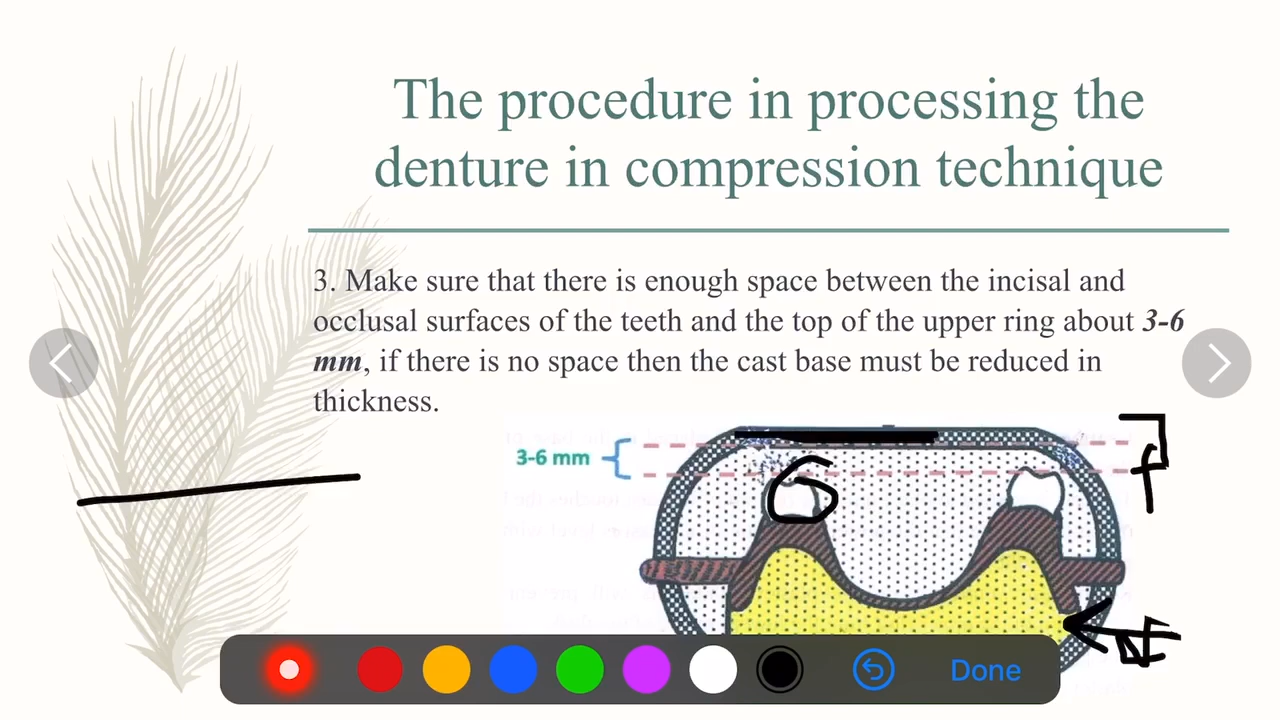 The procedure in processing the
denture in compression technique
3. Make sure that there is enough space between the incisal and
occlusal surfaces of the teeth and the top of the upper ring about 3-6
mm, if there is no space then the cast base must be reduced in
thickness.
3-6 mm
Done